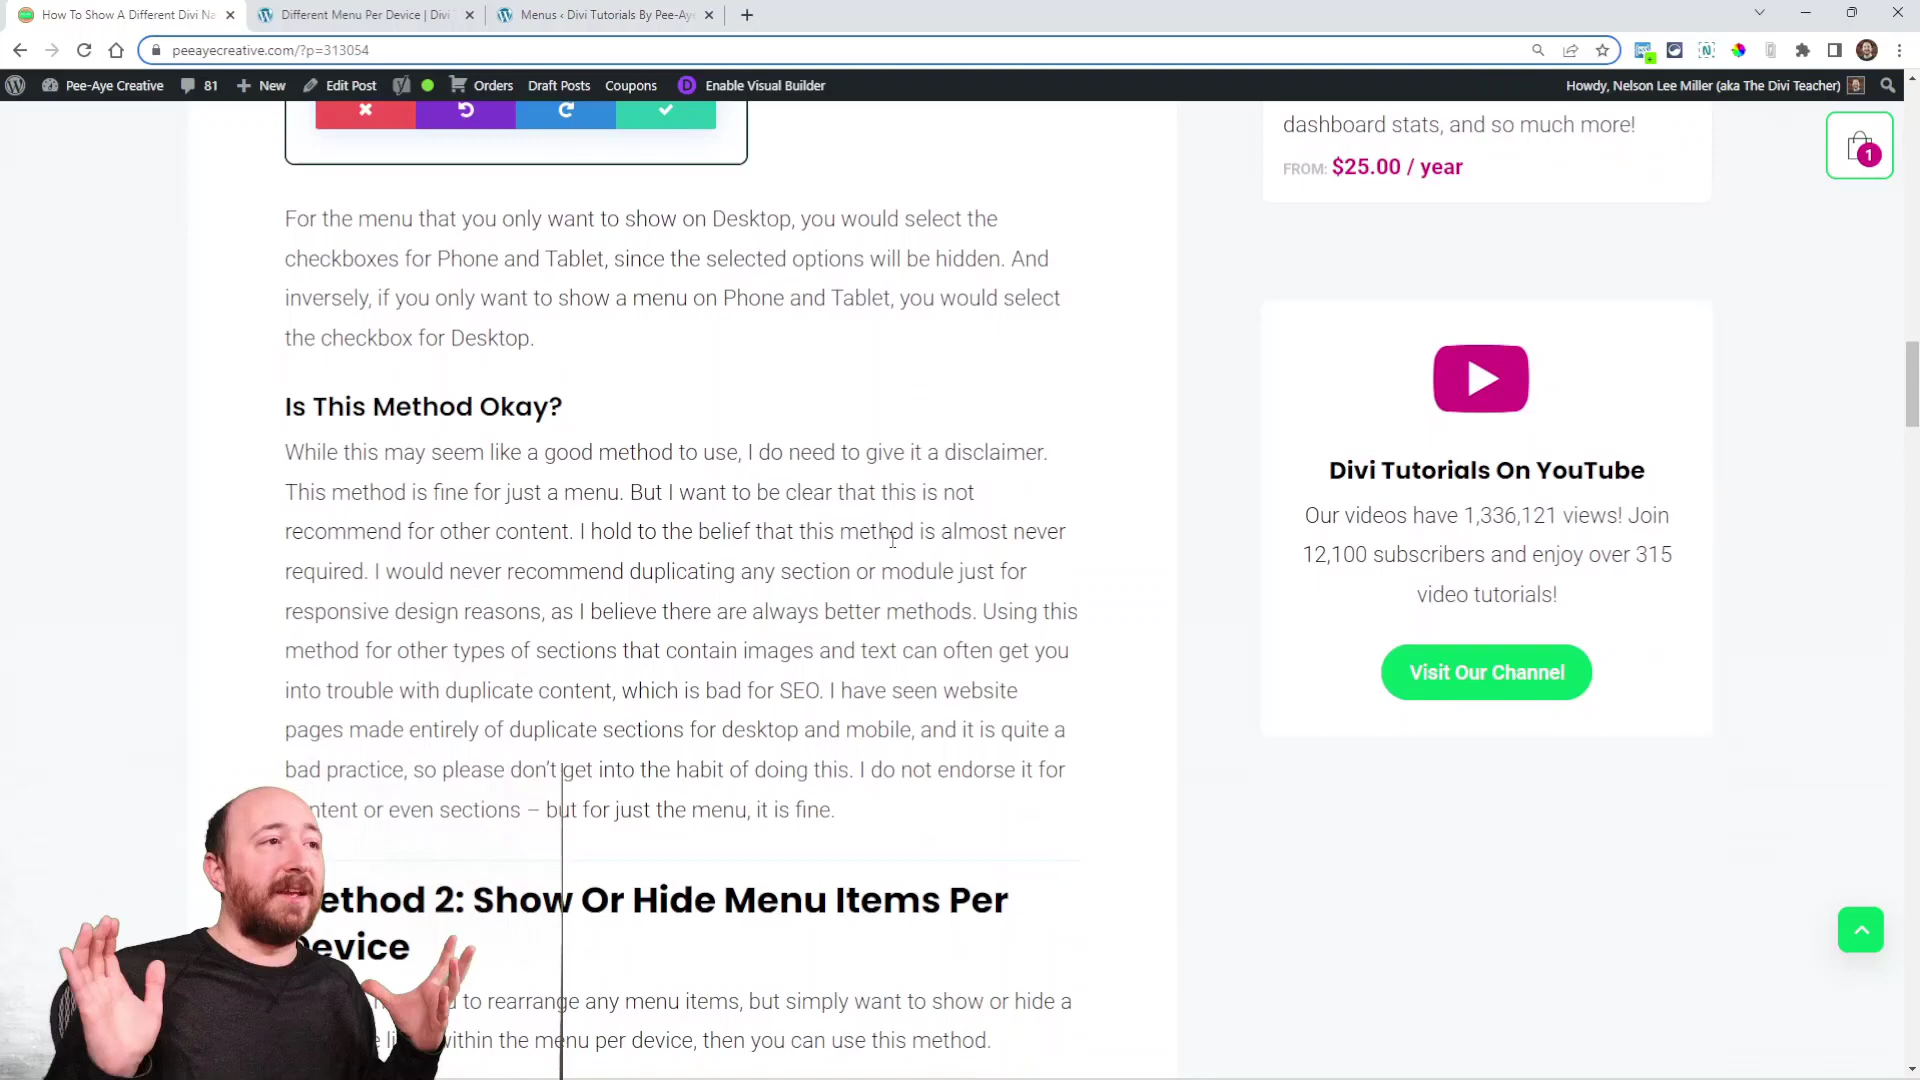 How To Show A Different Divi Na
Different Menu Per Device | Divi
Menus ‹ Divi Tutorials By Pee-Aye
peeayecreative.com/?p=313054
Pee-Aye Creative
81
New
Edit Post
Orders
Draft Posts
Coupons
Enable Visual Builder
Howdy, Nelson Lee Miller (aka The Divi Teacher)
For the menu that you only want to show on Desktop, you would select the
checkboxes for Phone and Tablet, since the selected options will be hidden. And
inversely, if you only want to show a menu on Phone and Tablet, you would select
the checkbox for Desktop.
Is This Method Okay?
While this may seem like a good method to use, I do need to give it a disclaimer.
This method is fine for just a menu. But I want to be clear that this is not
recommend for other content. I hold to the belief that this method is almost never
required. I would never recommend duplicating any section or module just for
responsive design reasons, as I believe there are always better methods. Using this
method for other types of sections that contain images and text can often get you
into trouble with duplicate content, which is bad for SEO. I have seen website
pages made entirely of duplicate sections for desktop and mobile, and it is quite a
bad practice, so please don’t get into the habit of doing this. I do not endorse it for
ntent or even sections – but for just the menu, it is fine.
ethod 2: Show Or Hide Menu Items Per
evice
to rearrange any menu items, but simply want to show or hide a
within the menu per device, then you can use this method.
dashboard stats, and so much more!
FROM: $25.00 / year
1
Divi Tutorials On YouTube
Our videos have 1,336,121 views! Join
12,100 subscribers and enjoy over 315
video tutorials!
Visit Our Channel